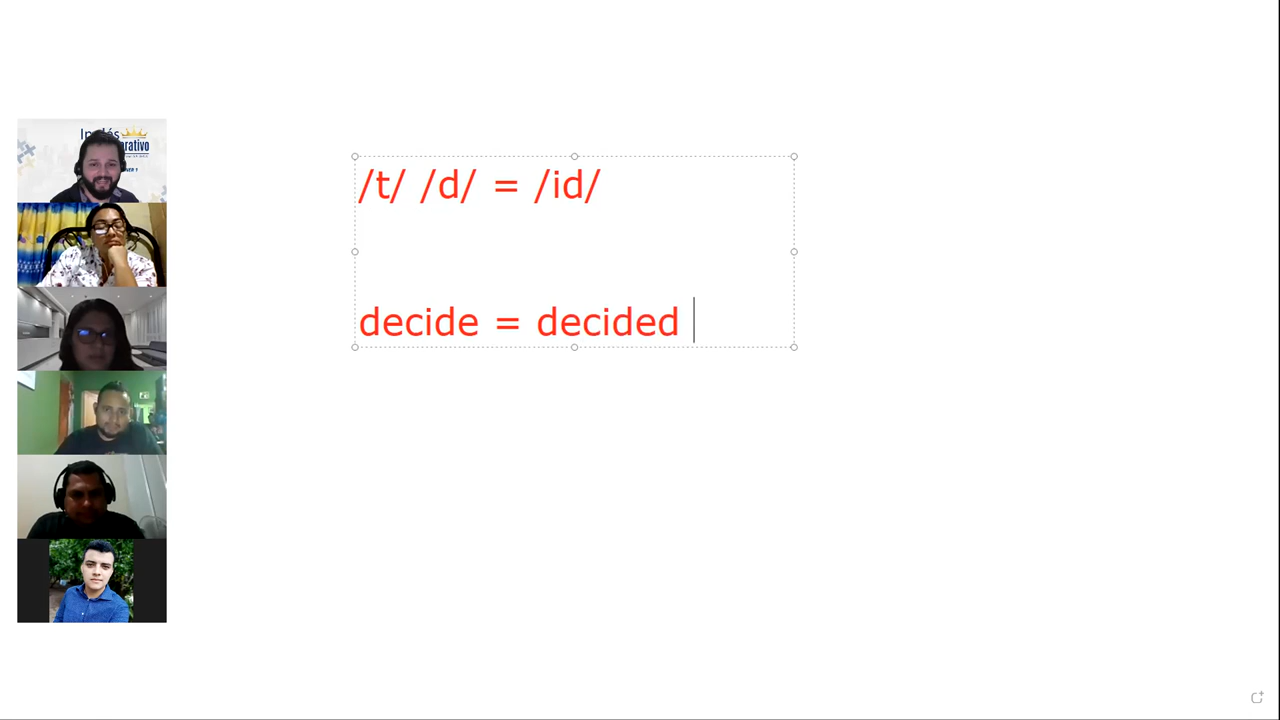 /t/ /d/ = /id/
decide = decided